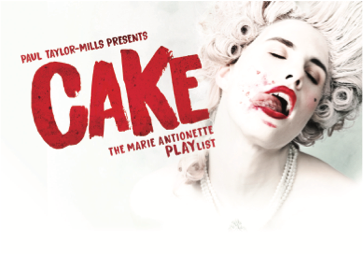 PAUL TAYLOR-MILLS PRESENTS
CAKE
THE MARIE ANTIONETTE
PLAYLIST